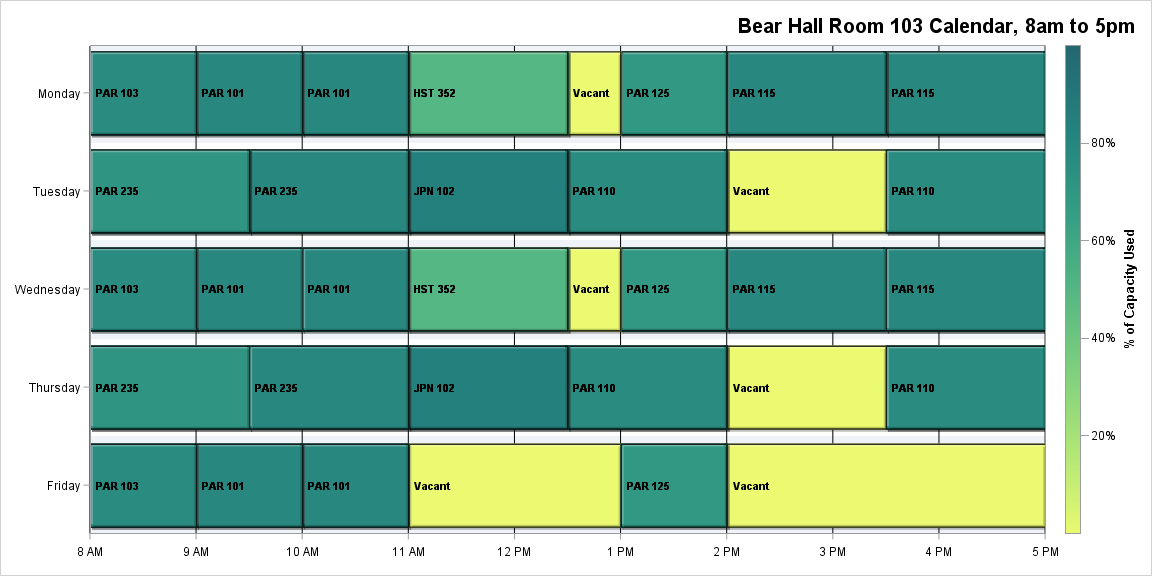 Bear Hall Room 103 Calendar, 8am to 5pm
Monday
PAR 103
PAR 101
PAR 101
HST 352
Vacant
PAR 125
PAR 115
PAR 115
Tuesday
PAR 235
PAR 235
JPN 102
PAR 110
Vacant
PAR 110
Wednesday
PAR 103
PAR 101
PAR 101
HST 352
Vacant
PAR 125
PAR 115
PAR 115
Thursday
PAR 235
PAR 235
JPN 102
PAR 110
Vacant
PAR 110
Friday
PAR 103
PAR 101
PAR 101
Vacant
PAR 125
Vacant
8 AM
9 AM
10 AM
11 AM
12 PM
1 PM
2 PM
3 PM
4 PM
5 PM
80%
60%
40%
20%
% of Capacity Used